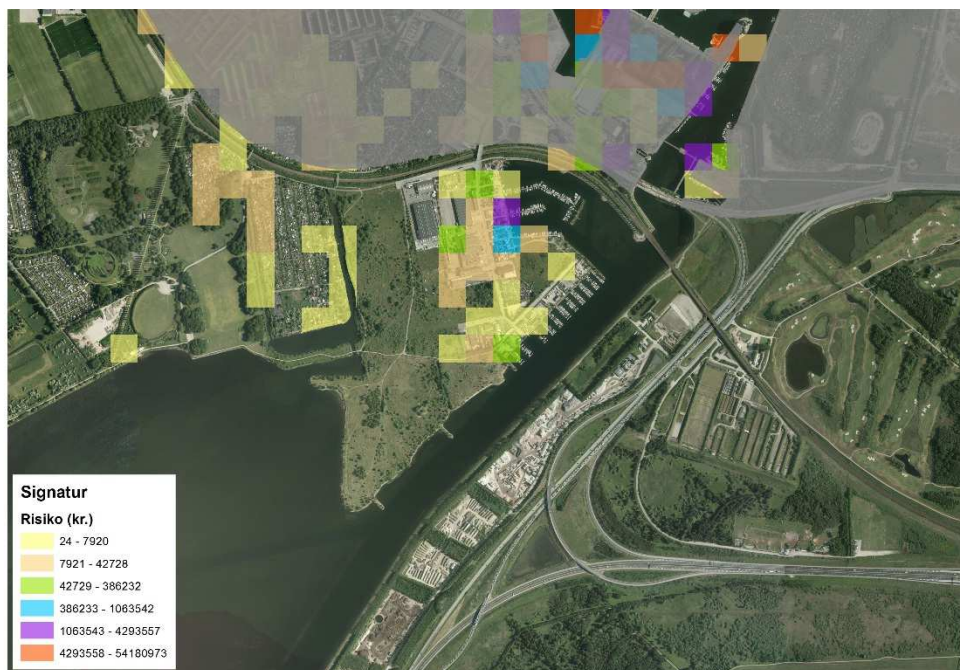 Signatur
Risiko (kr.)
24 - 7920
7921 - 42728
42729 - 386232
386233 - 1063542
1063543 - 4293557
4293558 - 54180973